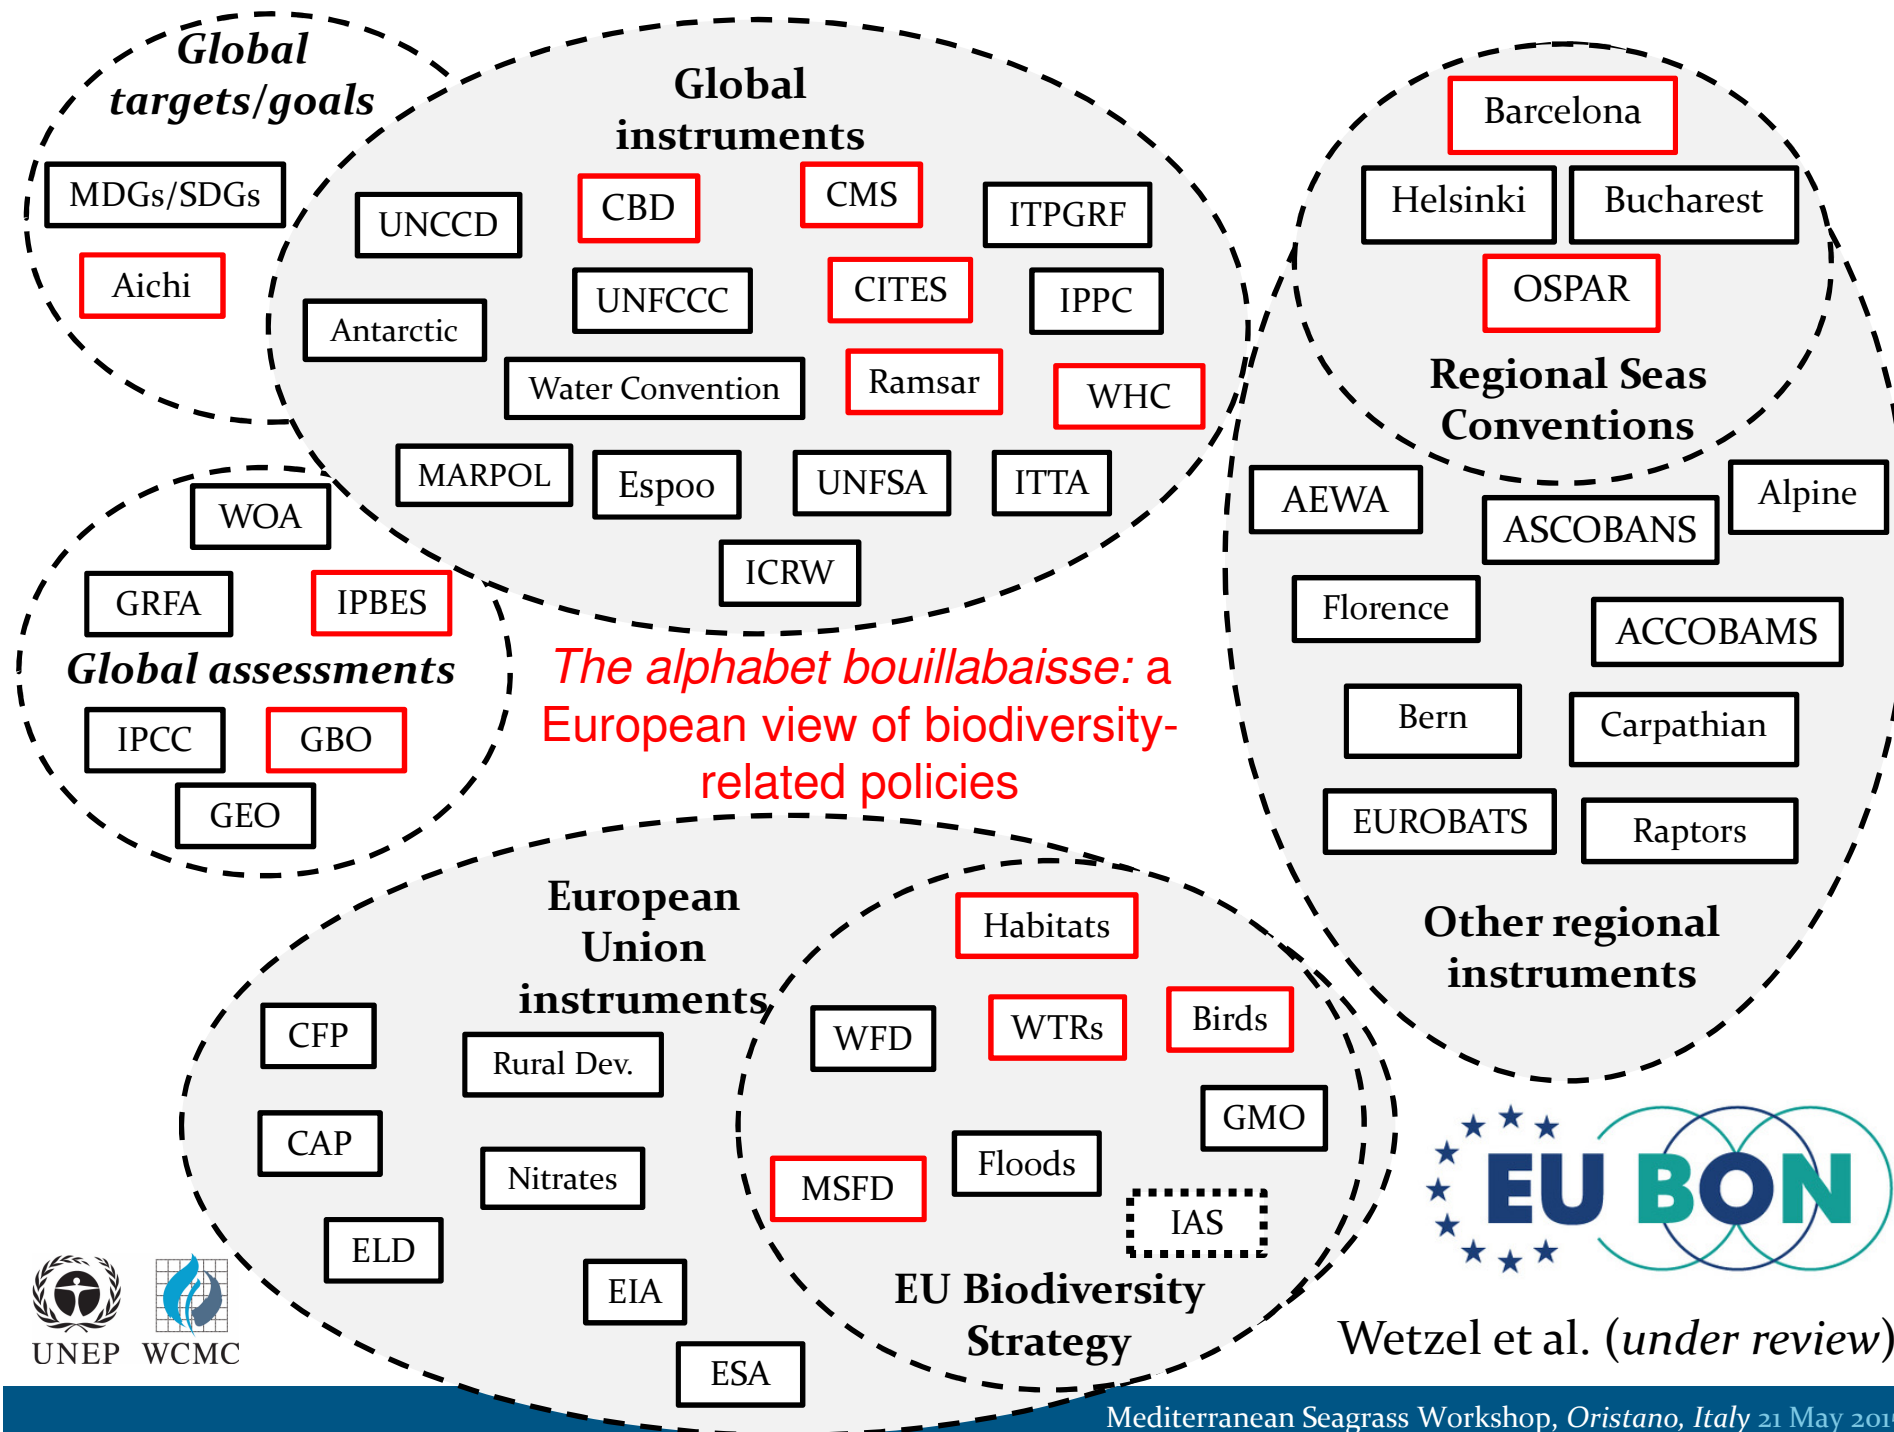 Global
targets/goals
MDGs/SDGs
Aichi
Global
instruments
UNCCD
CBD
CMS
ITPGRF
Antarctic
UNFCCC
CITES
IPPC
Water Convention
Ramsar
WHC
MARPOL
Espoo
UNFSA
ITTA
ICRW
Barcelona
Helsinki
Bucharest
OSPAR
Regional Seas
Conventions
AEWA
ASCOBANS
Alpine
Florence
ACCOBAMS
Bern
Carpathian
EUROBATS
Raptors
Other regional
instruments
WOA
GRFA
IPBES
Global assessments
IPCC
GBO
GEO
The alphabet bouillabaisse: a
European view of biodiversity-
related policies
European
Union
instruments
CFP
Rural Dev.
CAP
Nitrates
ELD
EIA
ESA
Habitats
WFD
WTRs
Birds
GMO
Floods
MSFD
IAS
EU Biodiversity
Strategy
EU BON
UNEP WCMC
Wetzel et al. (under review)
Mediterranean Seagrass Workshop, Oristano, Italy 21 May